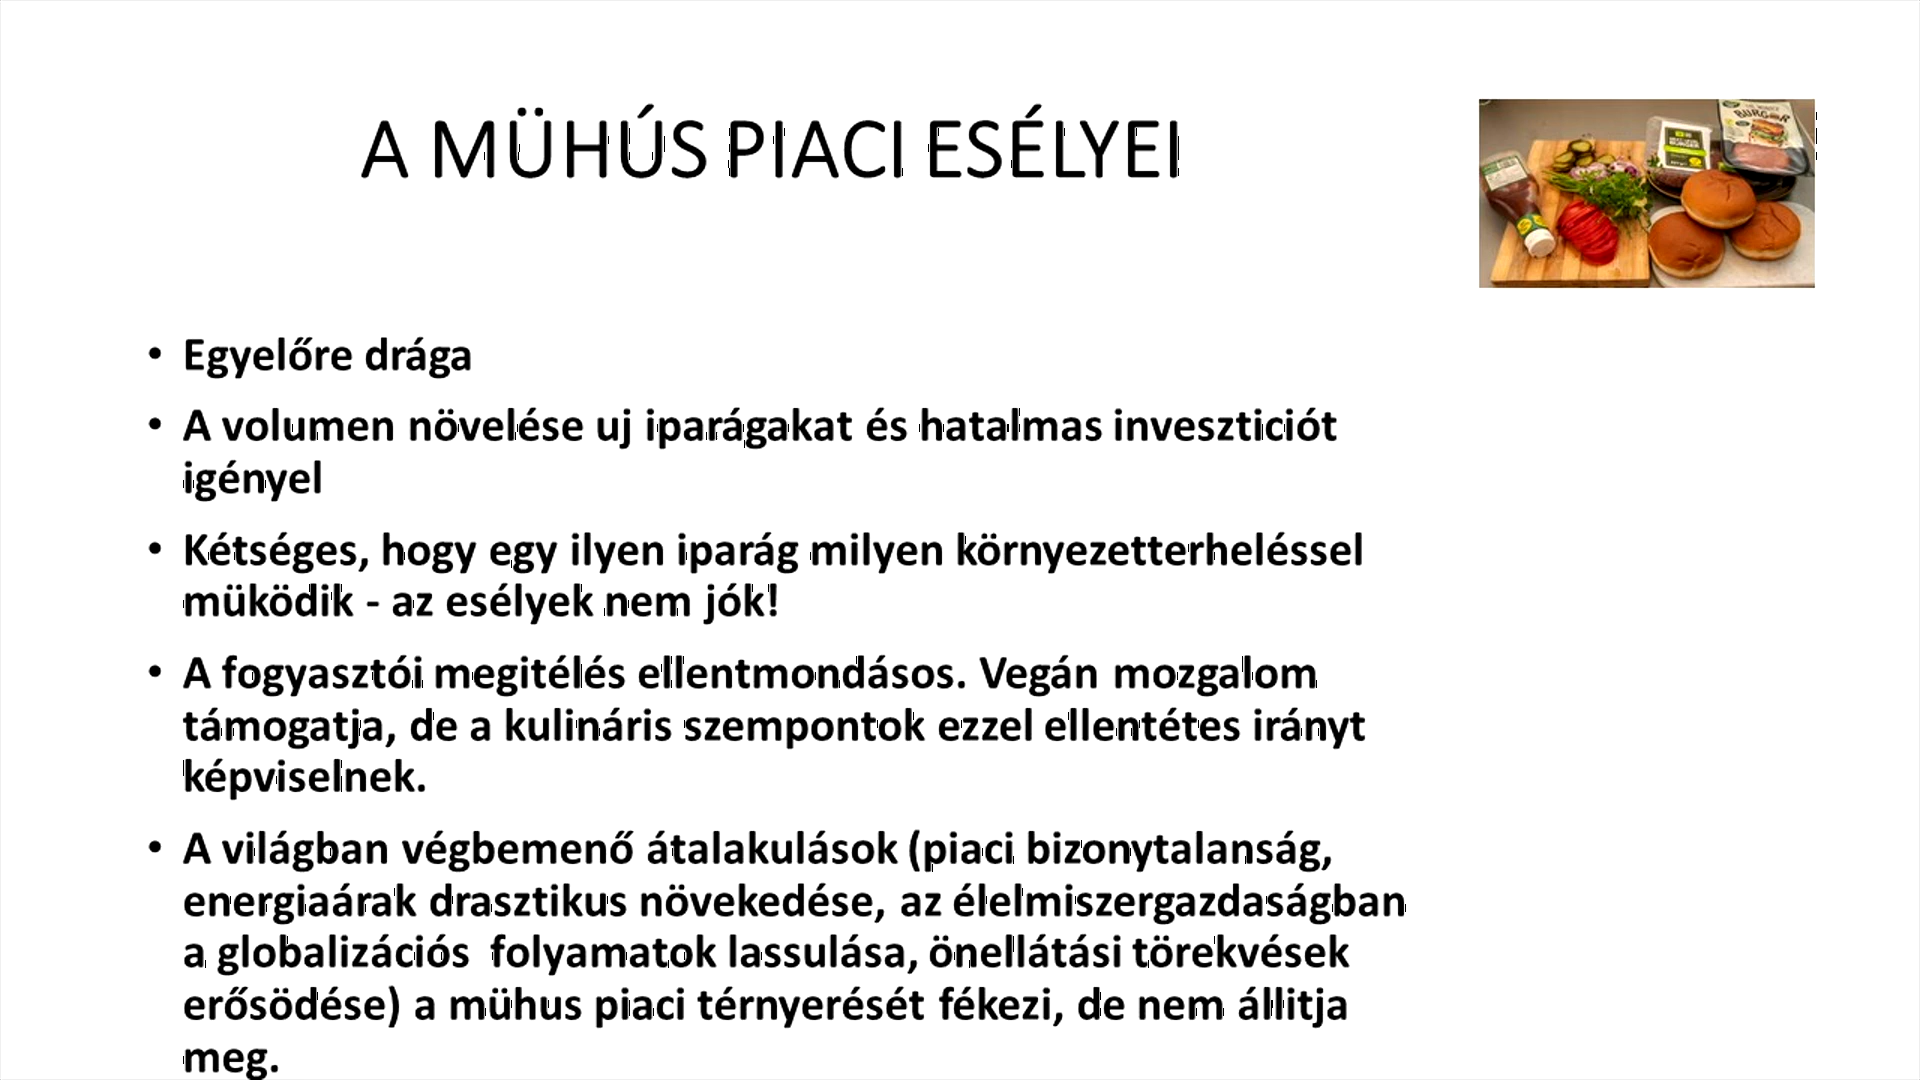 A MÜHÚS PIACI ESÉLYEI
BURGER
• Egyelőre drága
• A volumen növelése uj iparágakat és hatalmas inveszticiót
igényel
• Kétséges, hogy egy ilyen iparág milyen környezetterheléssel
müködik - az esélyek nem jók!
• A fogyasztói megitélés ellentmondásos. Vegán mozgalom
támogatja, de a kulináris szempontok ezzel ellentétes irányt
képviselnek.
• A világban végbemenő átalakulások (piaci bizonytalanság,
energiaárak drasztikus növekedése, az élelmiszergazdaságban
a globalizációs  folyamatok lassulása, önellátási törekvések
erősödése) a mühus piaci térnyerését fékezi, de nem állitja
meg.